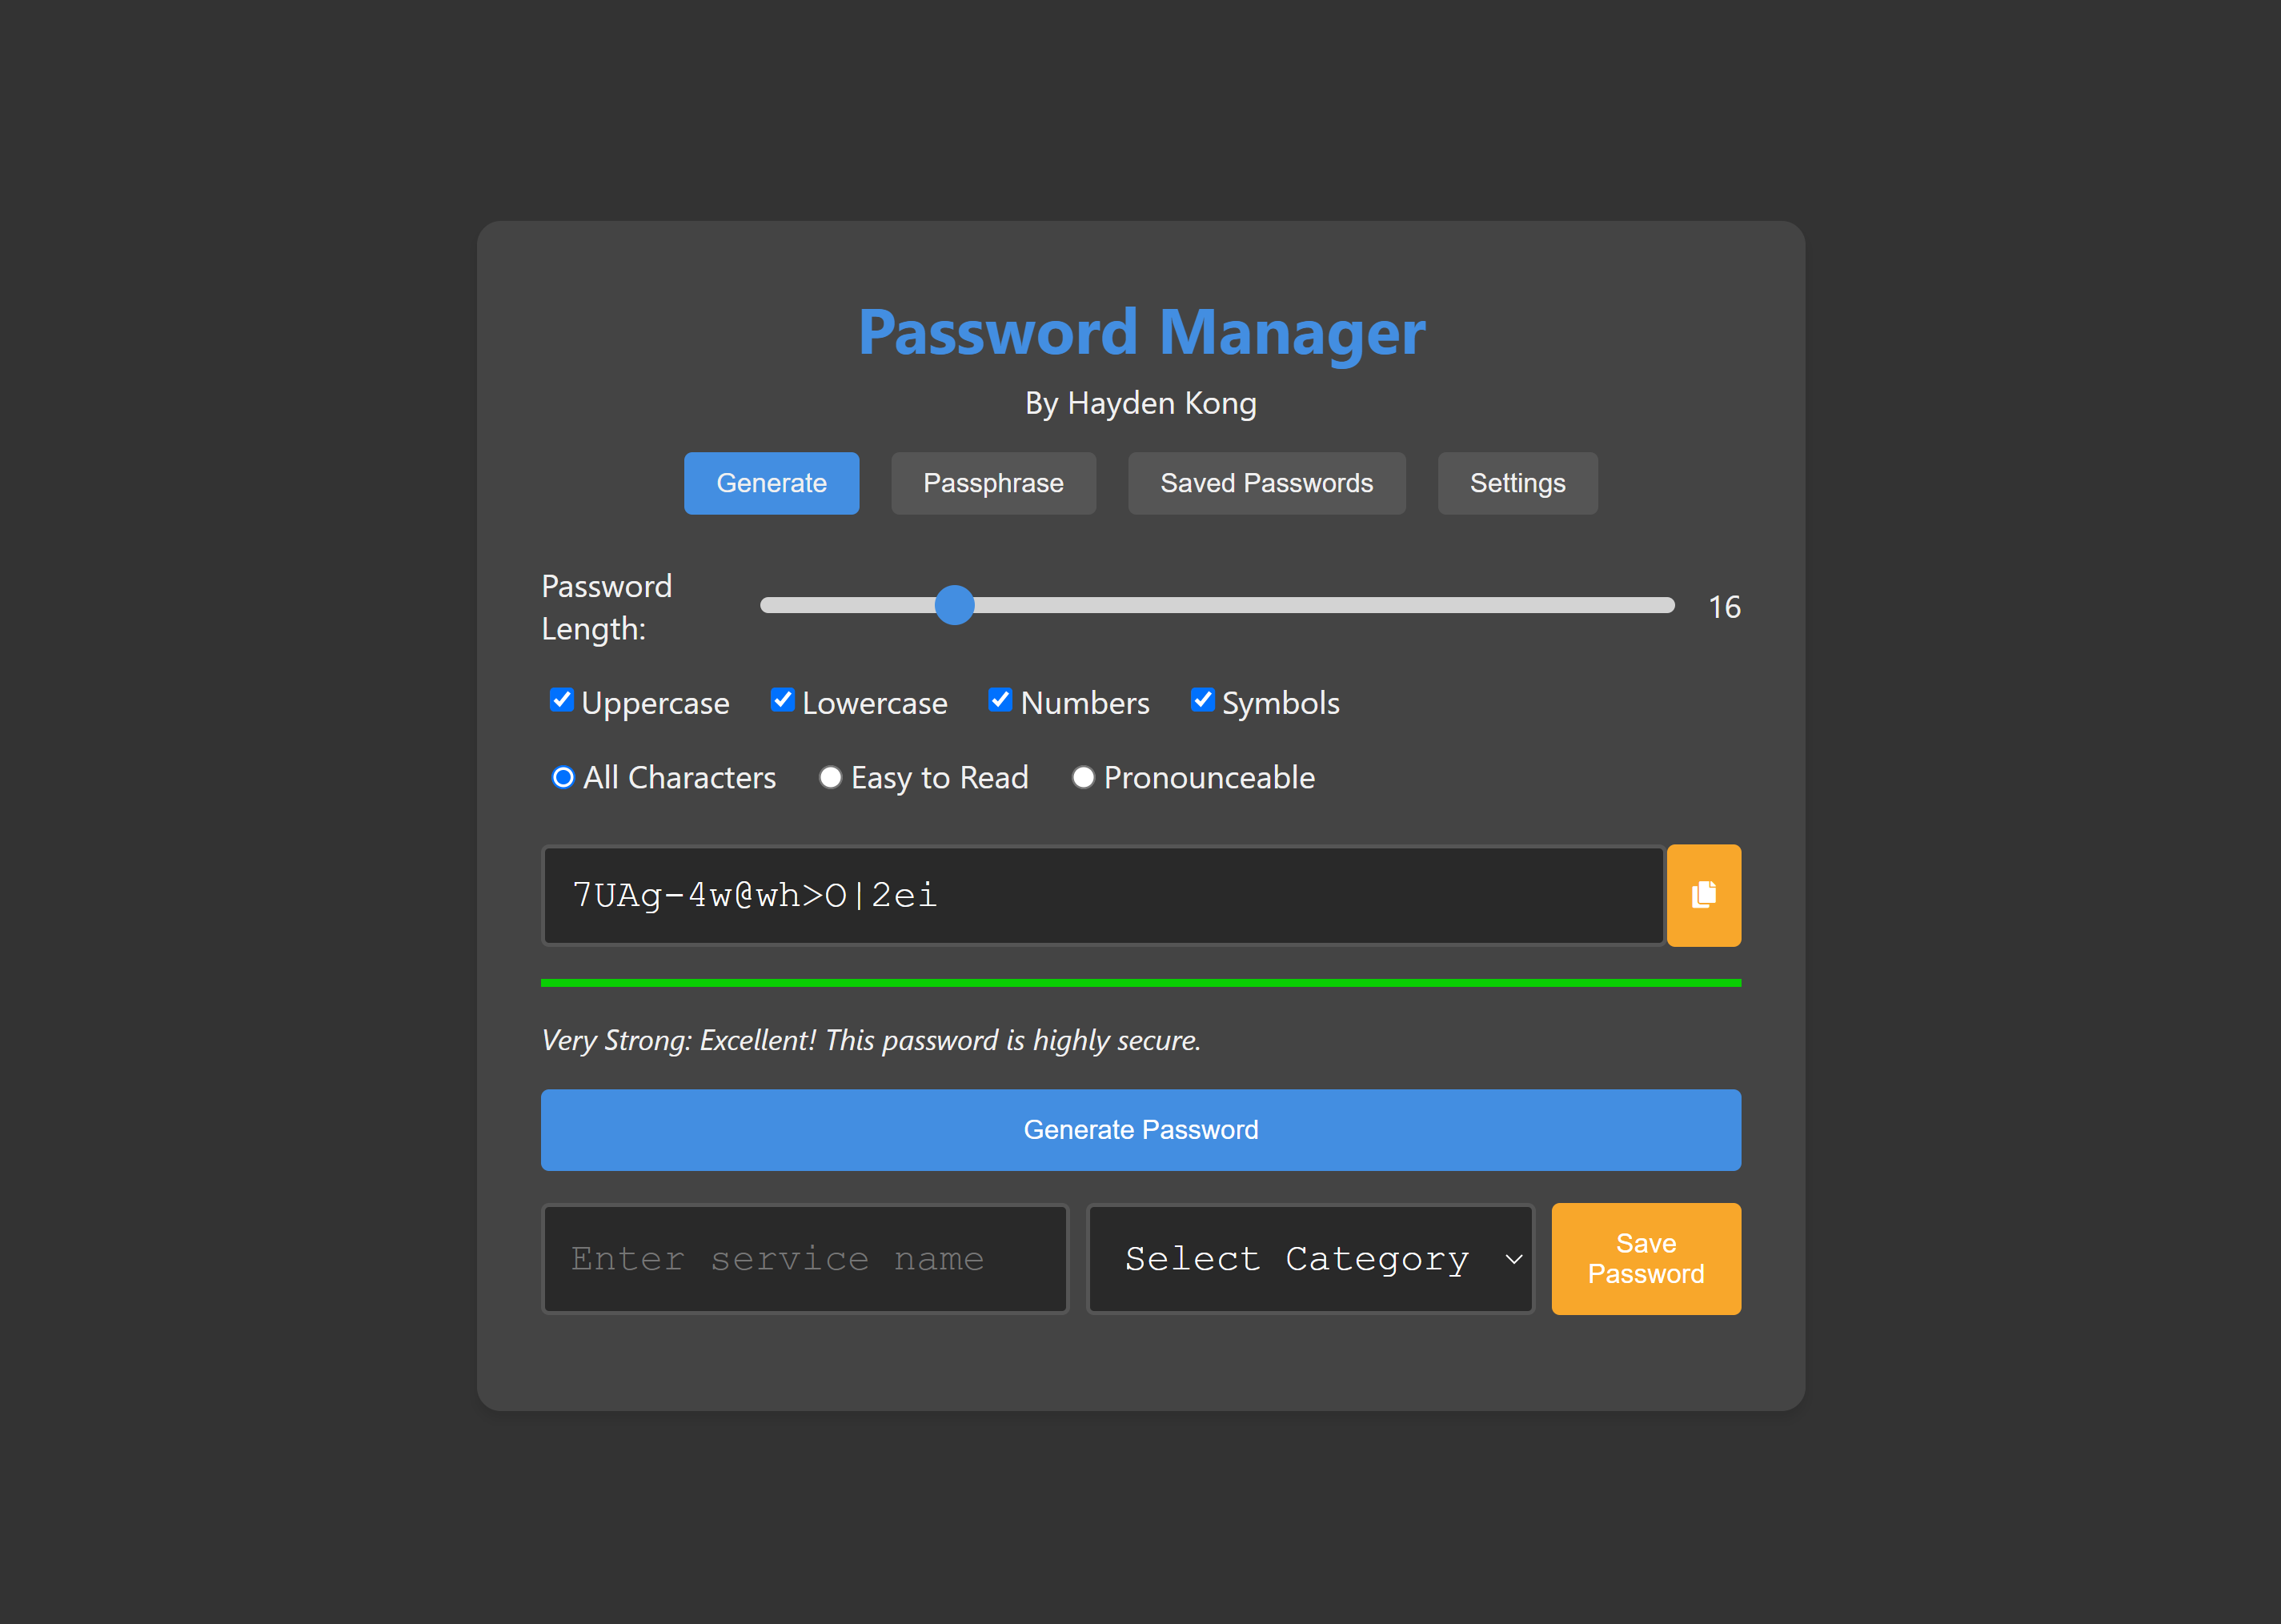 Password Manager
By Hayden Kong
Generate Passphrase Saved Passwords Settings
Password
Length:
16
Uppercase Lowercase Numbers Symbols
All Characters Easy to Read Pronounceable
7UAg-4w@wh>O|2ei
Very Strong: Excellent! This password is highly secure.
Generate Password
Enter service name
Select Category
Save
Password